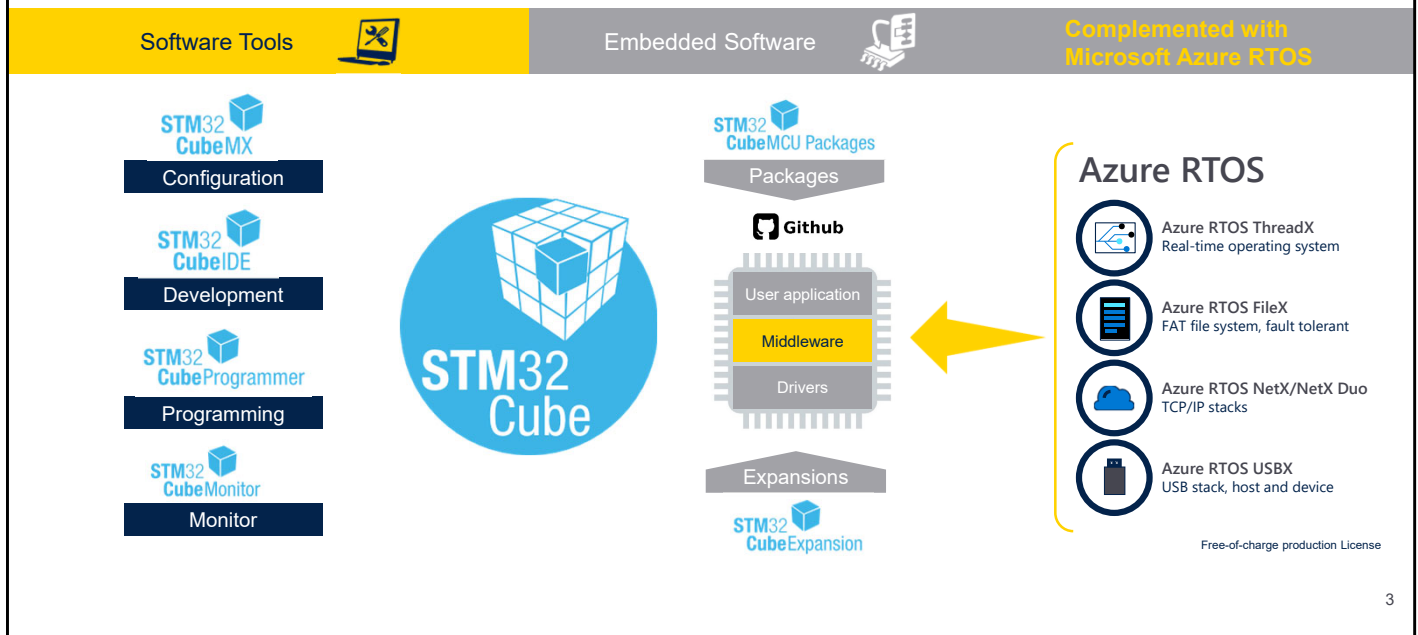 Software Tools
Embedded Software
Complemented with
Microsoft Azure RTOS
STM32
CubeMX
Configuration
STM32
CubeIDE
Development
STM32
CubeProgrammer
Programming
STM32
CubeMonitor
Monitor
STM32
Cube
STM32
CubeMCU Packages
Packages
Github
User application
Middleware
Drivers
Expansions
STM32
CubeExpansion
Azure RTOS
Azure RTOS ThreadX
Real-time operating system
Azure RTOS FileX
FAT file system, fault tolerant
Azure RTOS NetX/NetX Duo
TCP/IP stacks
Azure RTOS USBX
USB stack, host and device
Free-of-charge production License
3